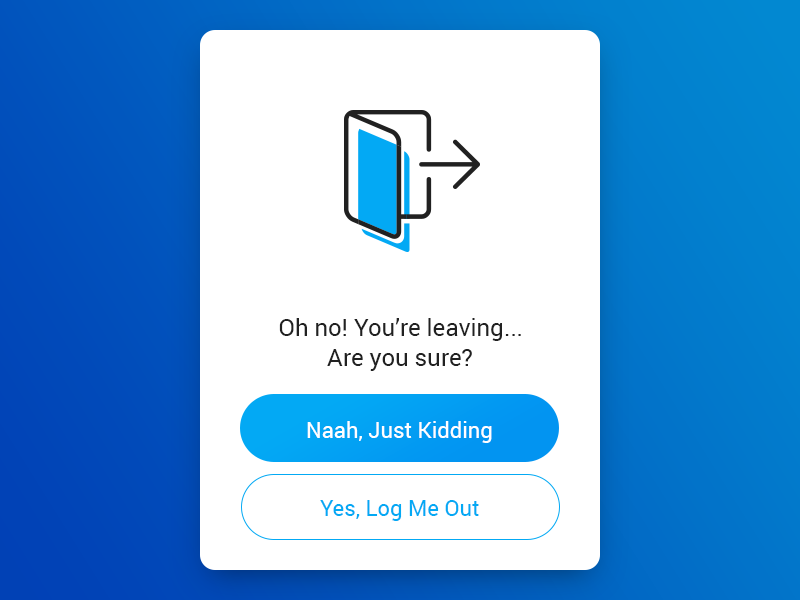 Oh no! You’re leaving...
Are you sure?
Naah, Just Kidding
Yes, Log Me Out